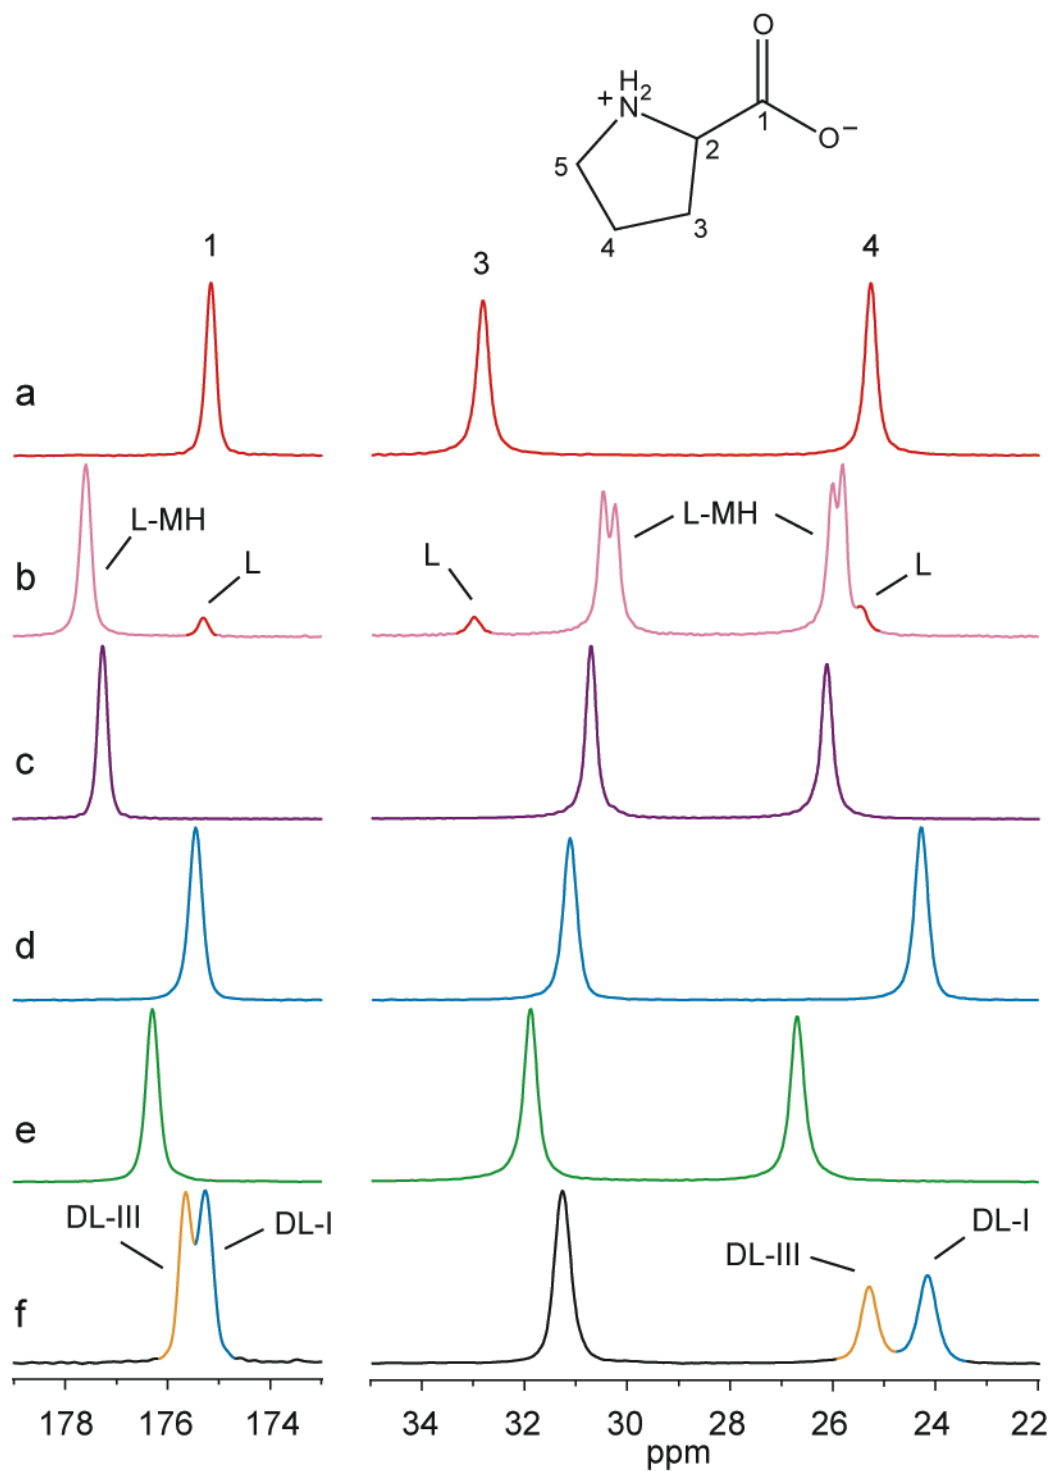 O
H2
+ N
1
O−
2
5
3
4
1
3
4
a
L-MH
L
L
L-MH
L
b
c
d
e
DL-III
DL-I
DL-III
DL-I
f
178 176 174 34 32 30 28 26 24 22
ppm